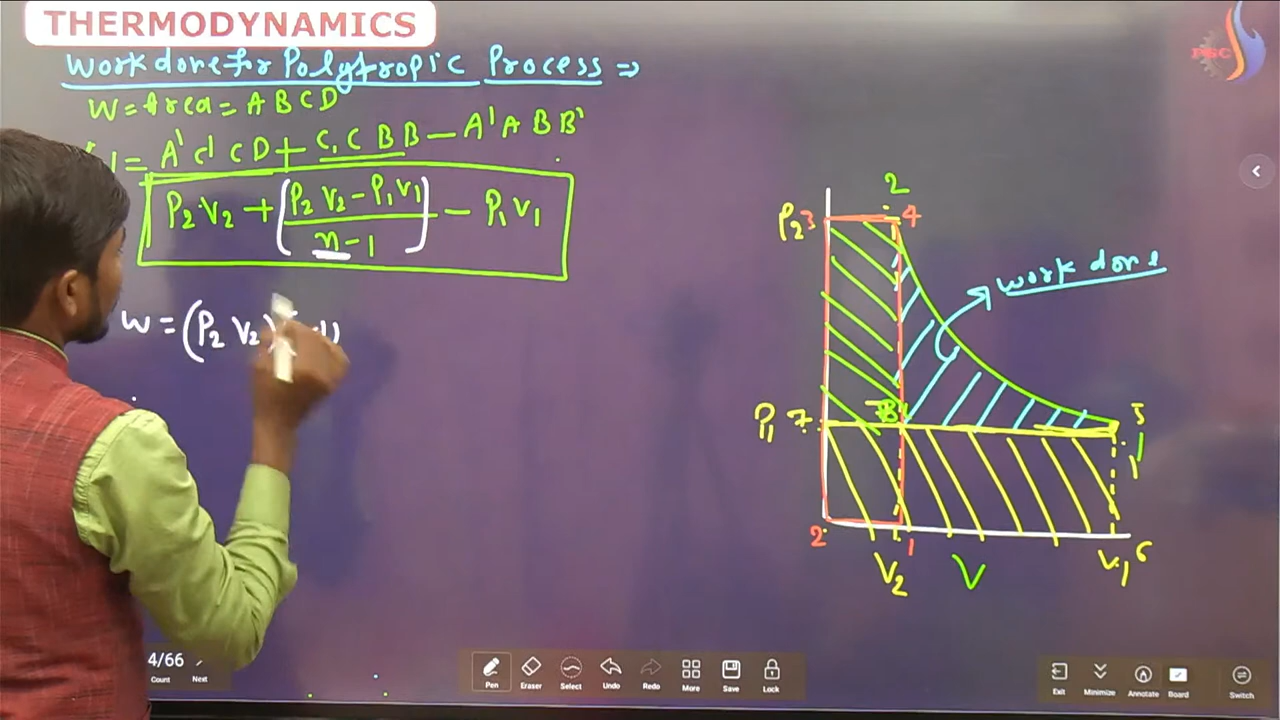 THERMODYNAMICS
PSC
Work done for Polytropic Process ⇒
W = Area = A B C D
= A' d C D + C, C B B – A' A B B'
P₂ V₂ + (P₂ V₂ – P₁ V₁ / n – 1) – P₁ V₁
W = (P₂ V₂)
2
P₂ 3 4
Work done
P₁ 7 B 5
1
2 1 6
V₂ V V₁
4/66
Count Next
Pen Eraser Select Undo Redo More Save Lock
Exit Minimize Annotate Board Switch